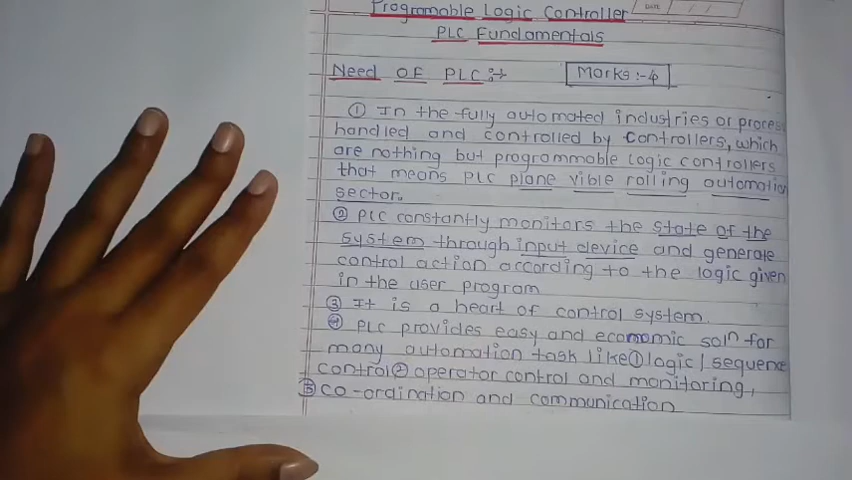 Programmable Logic Controller
DATE
PLC Fundamentals
Need OF PLC :→ Marks :- 4
① In the fully automated industries or process
handled and controlled by controllers, which
are nothing but programmable logic controllers
that means PLC plane vible rolling automatio
sector.
② PLC constantly monitors the state of the
system through input device and generate
control action according to the logic given
in the user program
③ It is a heart of control system.
④ PLC provides easy and economic solⁿ for
many automation task like ① logic / sequence
control ② operator control and monitoring,
③ co-ordination and communication